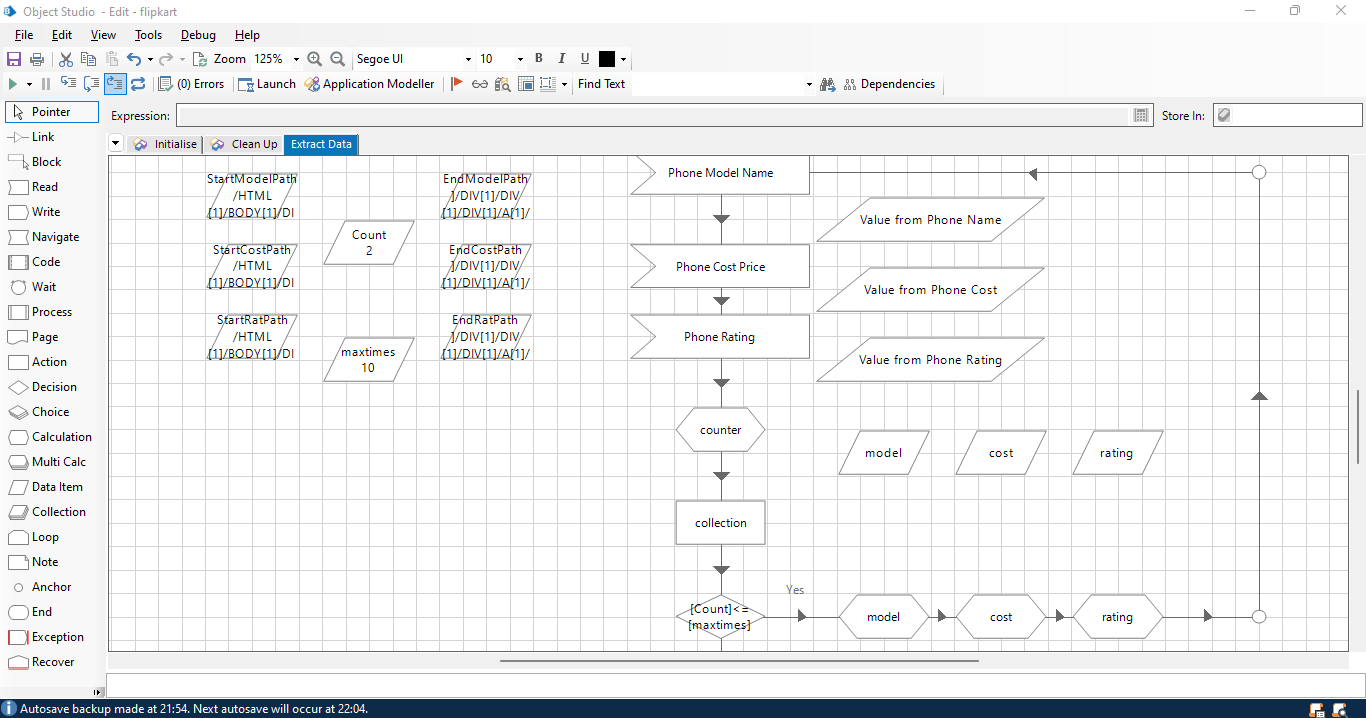 Object Studio - Edit - flipkart
File Edit View Tools Debug Help
Zoom 125% Segoe UI 10 B I U
(0) Errors Launch Application Modeller Find Text Dependencies
Pointer
Link
Block
Read
Write
Navigate
Code
Wait
Process
Page
Action
Decision
Choice
Calculation
Multi Calc
Data Item
Collection
Loop
Note
Anchor
End
Exception
Recover
Expression: Store In:
Initialise Clean Up Extract Data
StartModelPath
/HTML
[1]/BODY[1]/DI
StartCostPath
/HTML
[1]/BODY[1]/DI
StartRatPath
/HTML
[1]/BODY[1]/DI
Count
2
maxtimes
10
EndModelPath
]/DIV[1]/DIV
[1]/DIV[1]/A[1]/
EndCostPath
]/DIV[1]/DIV
[1]/DIV[1]/A[1]/
EndRatPath
]/DIV[1]/DIV
[1]/DIV[1]/A[1]/
Phone Model Name
Phone Cost Price
Phone Rating
counter
collection
[Count]<=
[maxtimes]
Yes
Value from Phone Name
Value from Phone Cost
Value from Phone Rating
model cost rating
model cost rating
Autosave backup made at 21:54. Next autosave will occur at 22:04.